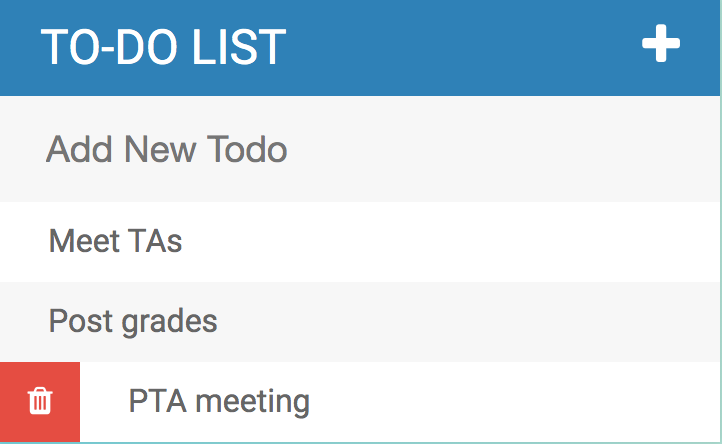 TO-DO LIST
Add New Todo
Meet TAs
Post grades
PTA meeting